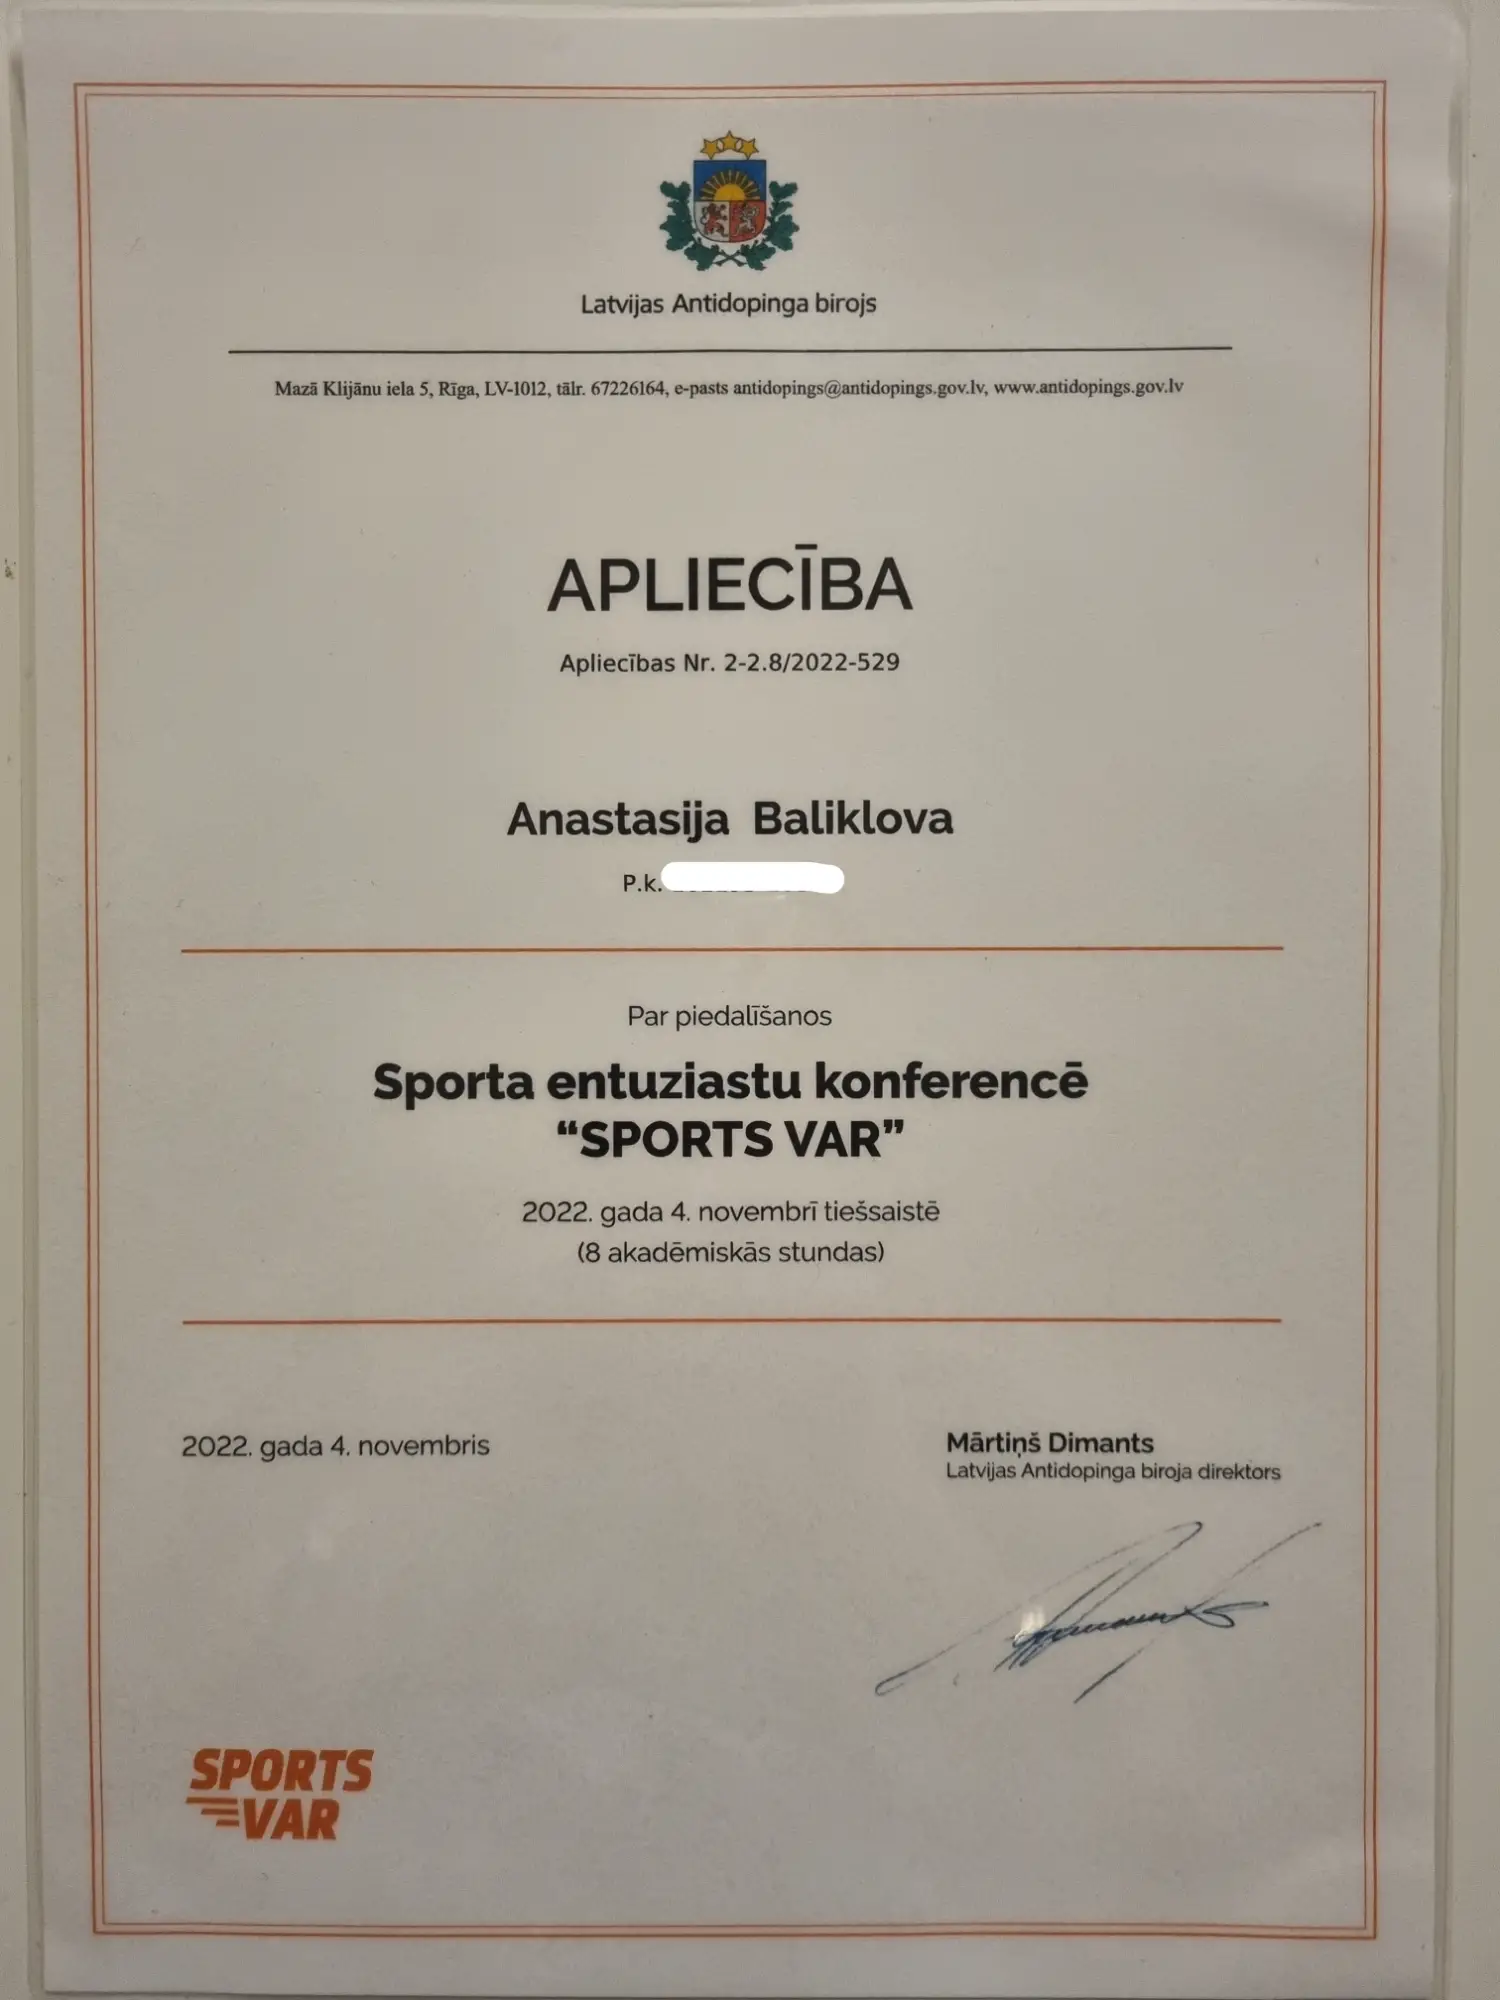 Latvijas Antidopinga birojs
Mazā Klijānu iela 5, Rīga, LV-1012, tālr. 67226164, e-pasts antidopings@antidopings.gov.lv, www.antidopings.gov.lv
APLIECĪBA
Apliecības Nr. 2-2.8/2022-529
Anastasija Baliklova
P.k.
Par piedalīšanos
Sporta entuziastu konferencē
“SPORTS VAR”
2022. gada 4. novembrī tiešsaistē
(8 akadēmiskās stundas)
2022. gada 4. novembris
Mārtiņš Dimants
Latvijas Antidopinga biroja direktors
SPORTS
VAR